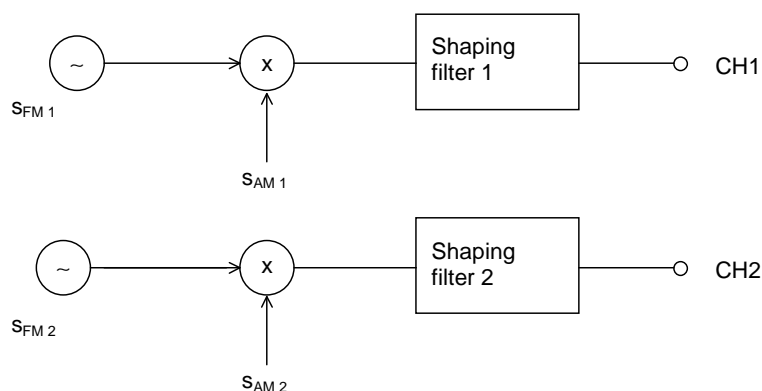 Shaping
filter 1
~
x
CH1
sFM 1
sAM 1
Shaping
filter 2
~
x
CH2
sFM 2
sAM 2